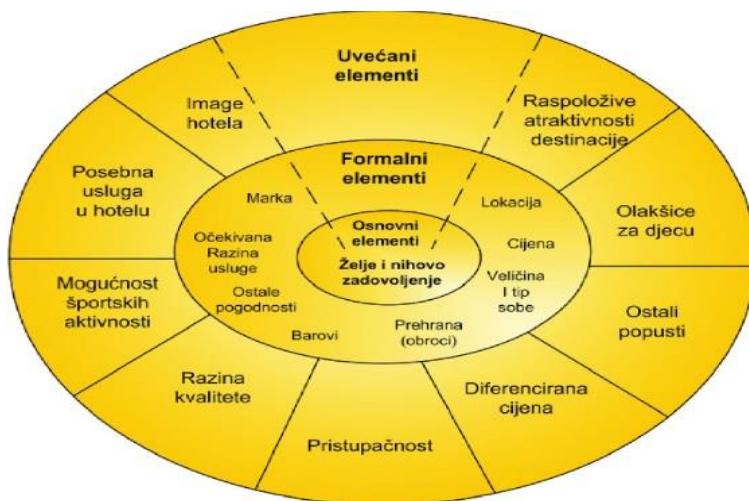 Uvećani
elementi
Image
hotela
Raspoložive
atraktivnosti
destinacije
Posebna
usluga
u hotelu
Olakšice
za djecu
Mogućnost
športskih
aktivnosti
Ostali
popusti
Razina
kvalitete
Diferencirana
cijena
Pristupačnost
Formalni
elementi
Marka
Lokacija
Očekivana
Razina
usluge
Cijena
Ostale
pogodnosti
Veličina
I tip
sobe
Barovi
Prehrana
(obroci)
Osnovni
elementi
Želje i nihovo
zadovoljenje